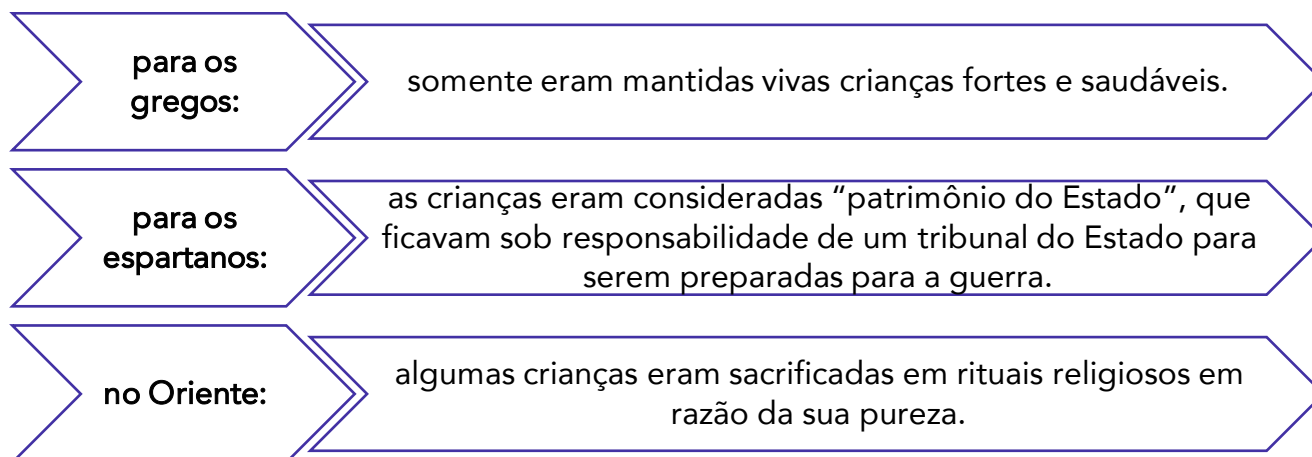 para os
gregos:
somente eram mantidas vivas crianças fortes e saudáveis.
para os
espartanos:
as crianças eram consideradas “patrimônio do Estado”, que
ficavam sob responsabilidade de um tribunal do Estado para
serem preparadas para a guerra.
no Oriente:
algumas crianças eram sacrificadas em rituais religiosos em
razão da sua pureza.